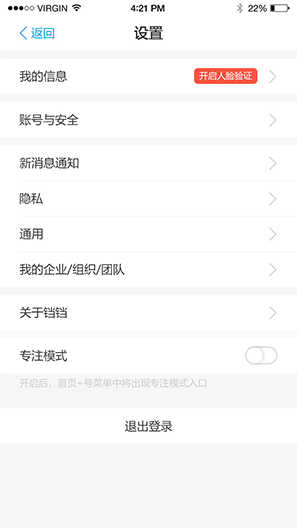 VIRGIN 4:21 PM 22%
返回 设置
我的信息 开启人脸验证
账号与安全
新消息通知
隐私
通用
我的企业/组织/团队
关于铛铛
专注模式
开启后，首页+号菜单中将出现专注模式入口
退出登录